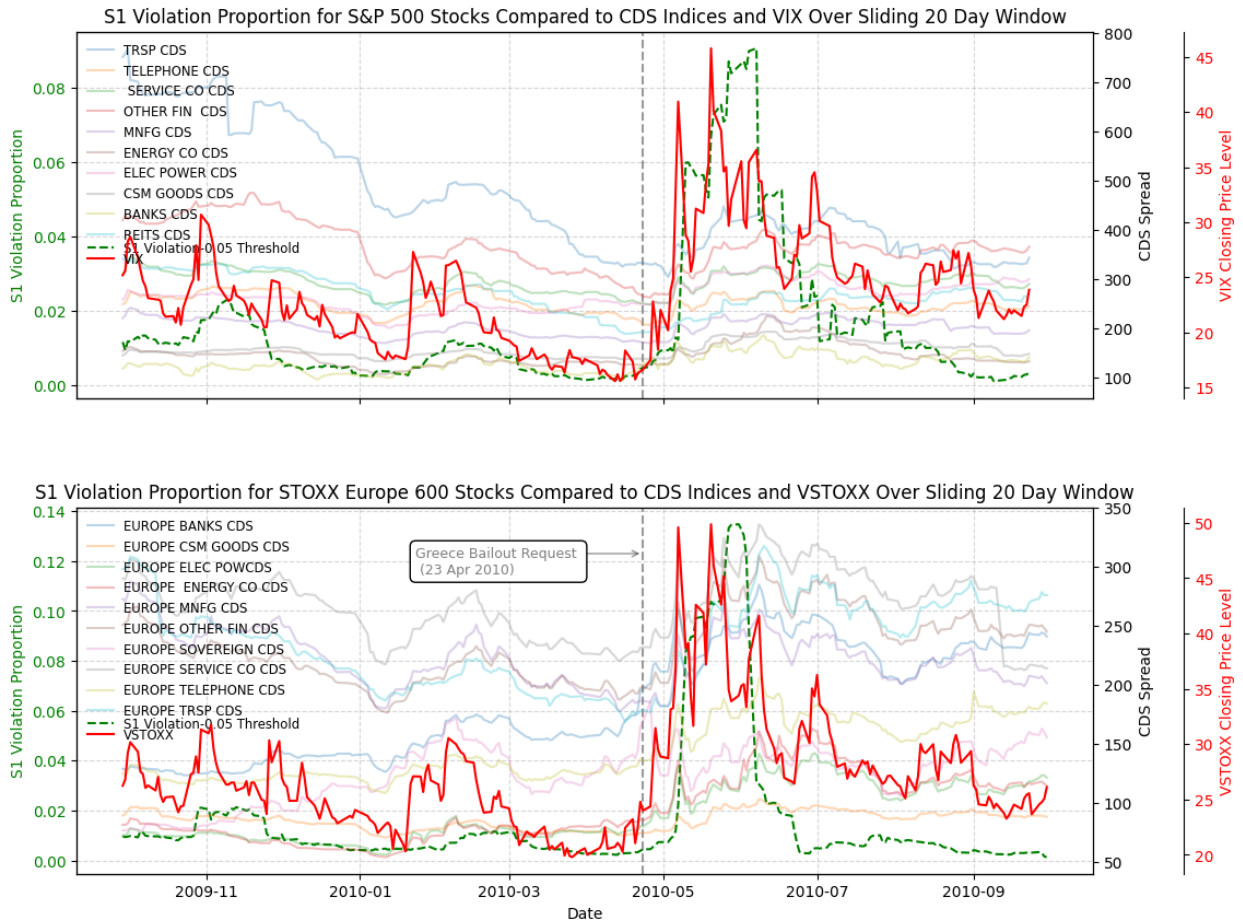 S1 Violation Proportion for S&P 500 Stocks Compared to CDS Indices and VIX Over Sliding 20 Day Window
S1 Violation Proportion
0.08
0.06
0.04
0.02
0.00
TRSP CDS
TELEPHONE CDS
SERVICE CO CDS
OTHER FIN  CDS
MNFG CDS
ENERGY CO CDS
ELEC POWER CDS
CSM GOODS CDS
BANKS CDS
REITS CDS
S1 Violation-0.05 Threshold
VIX
800
700
600
500
400
300
200
100
CDS Spread
45
40
35
30
25
20
15
VIX Closing Price Level
S1 Violation Proportion for STOXX Europe 600 Stocks Compared to CDS Indices and VSTOXX Over Sliding 20 Day Window
S1 Violation Proportion
0.14
0.12
0.10
0.08
0.06
0.04
0.02
0.00
EUROPE BANKS CDS
EUROPE CSM GOODS CDS
EUROPE ELEC POWCDS
EUROPE  ENERGY CO CDS
EUROPE MNFG CDS
EUROPE OTHER FIN CDS
EUROPE SOVEREIGN CDS
EUROPE SERVICE CO CDS
EUROPE TELEPHONE CDS
EUROPE TRSP CDS
S1 Violation-0.05 Threshold
VSTOXX
Greece Bailout Request
(23 Apr 2010)
350
300
250
200
150
100
50
CDS Spread
50
45
40
35
30
25
20
VSTOXX Closing Price Level
2009-11
2010-01
2010-03
2010-05
2010-07
2010-09
Date